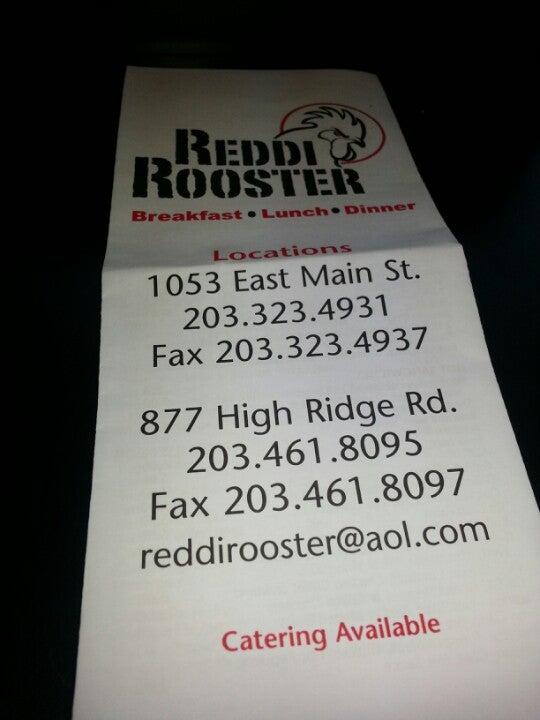 REDDI
ROOSTER
Breakfast • Lunch • Dinner
Locations
1053 East Main St.
203.323.4931
Fax 203.323.4937
877 High Ridge Rd.
203.461.8095
Fax 203.461.8097
reddirooster@aol.com
Catering Available